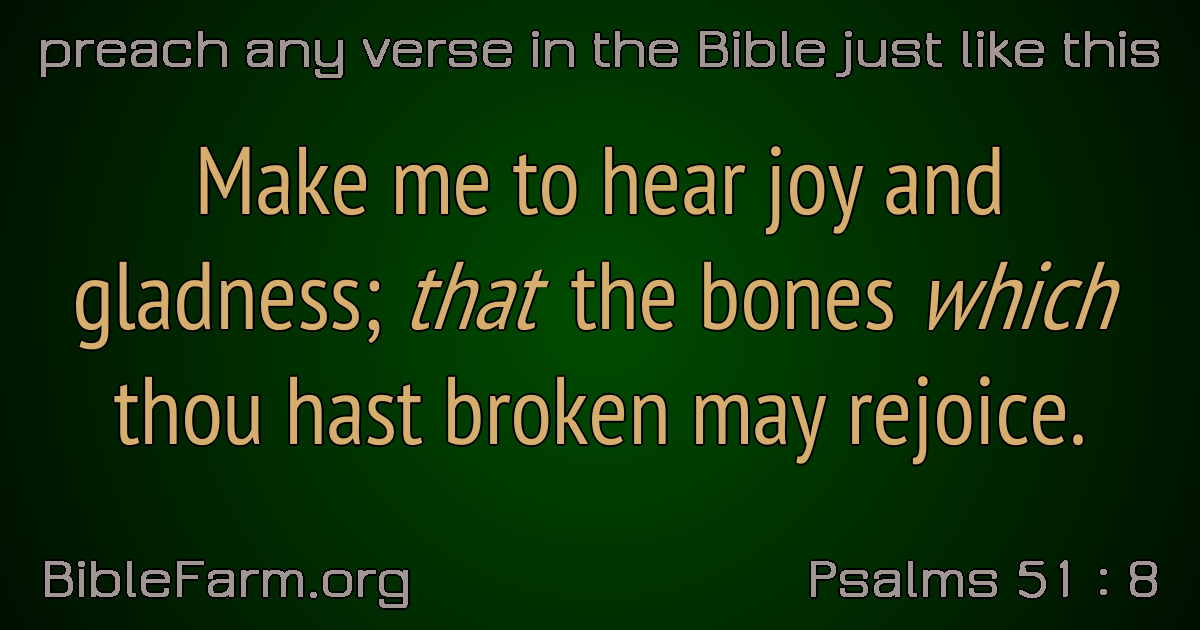 preach any verse in the Bible just like this
Make me to hear joy and
gladness; that the bones which
thou hast broken may rejoice.
BibleFarm.org
Psalms 51 : 8